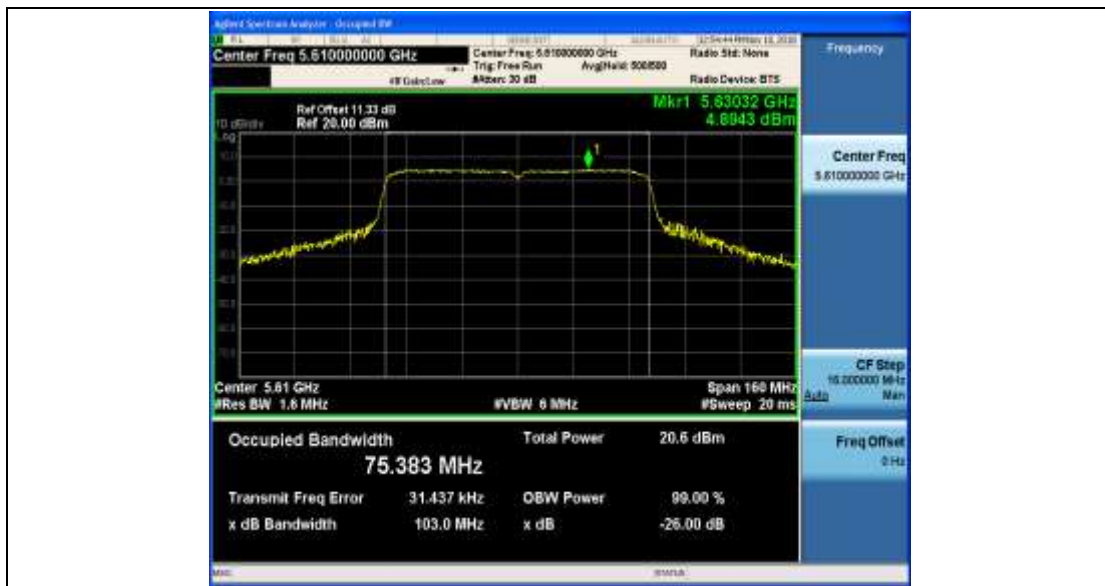 Agilent Spectrum Analyzer - Occupied BW
Center Freq 5.610000000 GHz
Center Freq: 5.610000000 GHz
Radio Std: None
Frequency
Trig: Free Run Avg|Hold: 500/500
#IFGain:Low #Atten: 30 dB Radio Device: BTS
Ref Offset 11.33 dB
Mkr1 5.63032 GHz
10 dB/div Ref 20.00 dBm
4.8943 dBm
Log
1
Center Freq
5.610000000 GHz
Center 5.61 GHz Span 160 MHz
#Res BW 1.6 MHz #VBW 6 MHz #Sweep 20 ms
CF Step
16.000000 MHz
Auto Man
Occupied Bandwidth Total Power 20.6 dBm
75.383 MHz
Freq Offset
0 Hz
Transmit Freq Error 31.437 kHz OBW Power 99.00 %
x dB Bandwidth 103.0 MHz x dB -26.00 dB
MSG STATUS